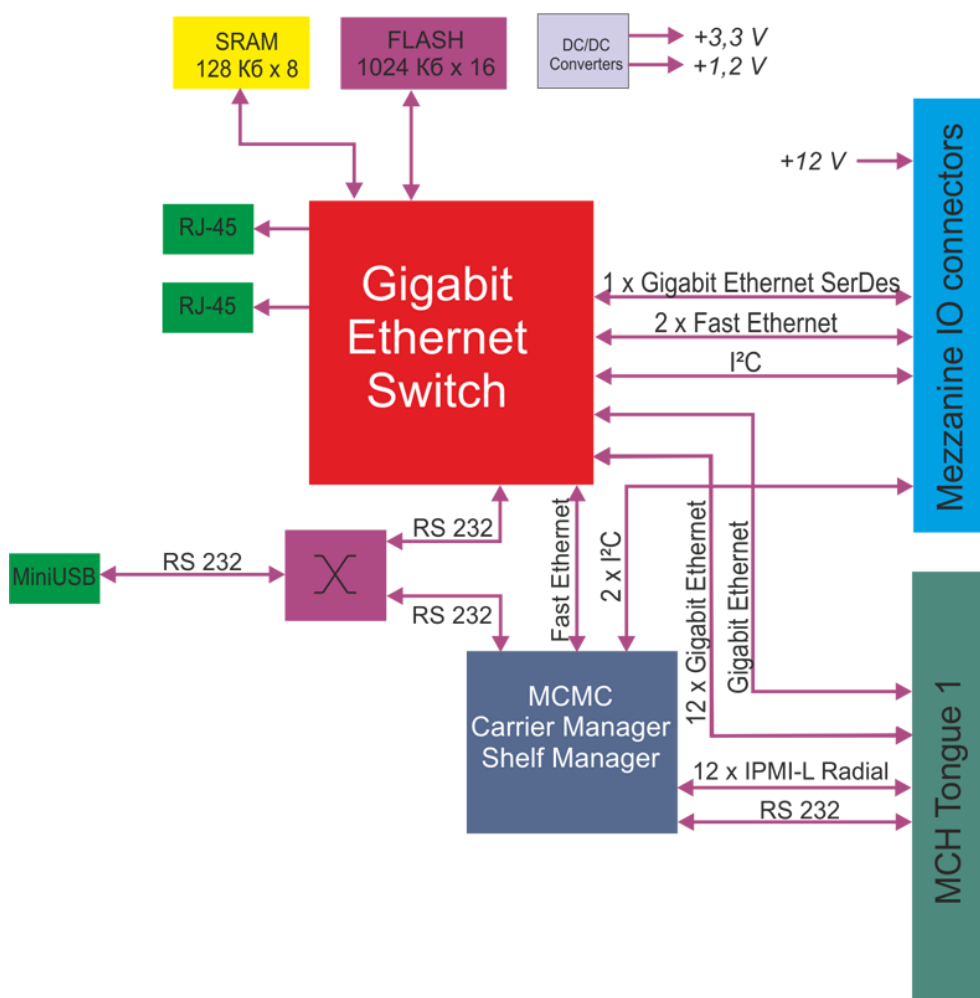 SRAM
128 Кб x 8
FLASH
1024 Кб x 16
DC/DC
Converters
+3,3 V
+1,2 V
+12 V
Mezzanine IO connectors
RJ-45
RJ-45
Gigabit
Ethernet
Switch
1 x Gigabit Ethernet SerDes
2 x Fast Ethernet
I²C
MiniUSB
RS 232
RS 232
RS 232
Fast Ethernet
2 x I²C
12 x Gigabit Ethernet
Gigabit Ethernet
MCMC
Carrier Manager
Shelf Manager
12 x IPMI-L Radial
RS 232
MCH Tongue 1